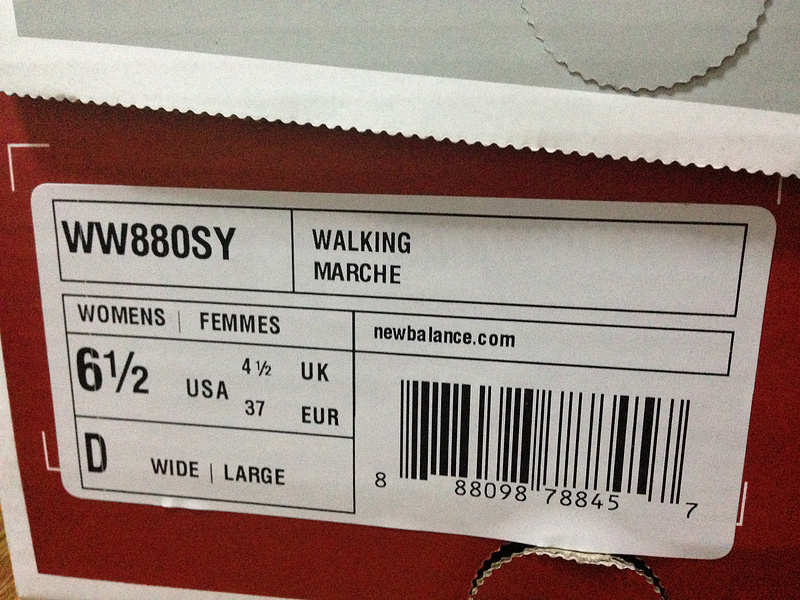 WW880SY
WALKING
MARCHE
WOMENS | FEMMES
newbalance.com
6½ USA 4½ UK
37 EUR
D WIDE | LARGE
8 88098 78845 7